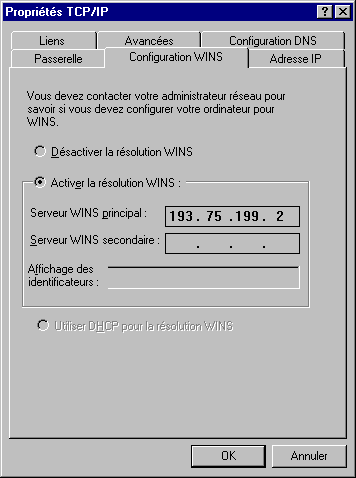 Propriétés TCP/IP
Liens Avancées Configuration DNS
Passerelle Configuration WINS Adresse IP
Vous devez contacter votre administrateur réseau pour
savoir si vous devez configurer votre ordinateur pour
WINS.
Désactiver la résolution WINS
Activer la résolution WINS :
Serveur WINS principal : 193. 75 .199. 2
Serveur WINS secondaire : . . .
Affichage des
identificateurs :
Utiliser DHCP pour la résolution WINS
OK Annuler